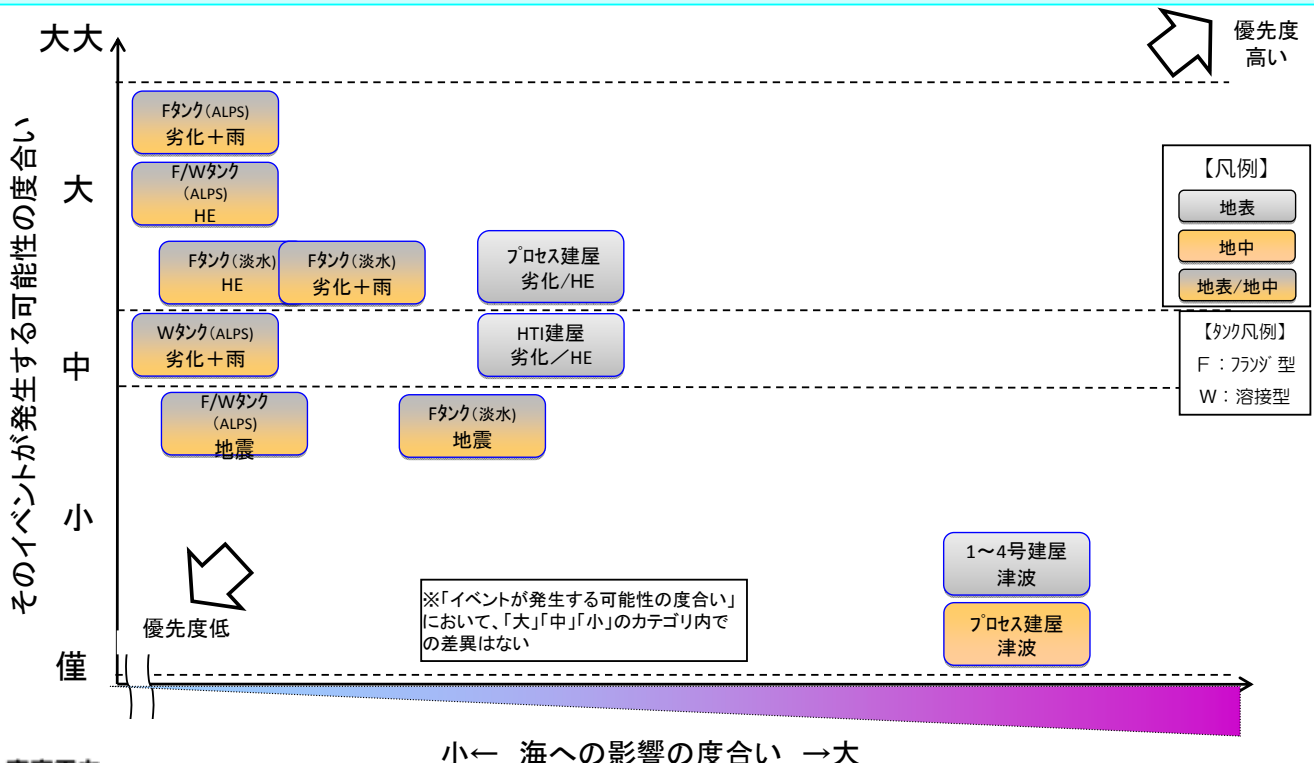 大大
優先度
高い
そのイベントが発生する可能性の度合い
Fタンク(ALPS)
劣化＋雨
大
F/Wタンク
(ALPS)
HE
【凡例】
地表
地中
地表/地中
Fタンク(淡水)
HE
Fタンク(淡水)
劣化＋雨
プロセス建屋
劣化/HE
中
Wタンク(ALPS)
劣化＋雨
HTI建屋
劣化／HE
【タンク凡例】
F：フランジ型
W：溶接型
F/Wタンク
(ALPS)
地震
Fタンク(淡水)
地震
小
1～4号建屋
津波
※「イベントが発生する可能性の度合い」
において、「大」「中」「小」のカテゴリ内で
の差異はない
プロセス建屋
津波
優先度低
僅
小← 海への影響の度合い →大